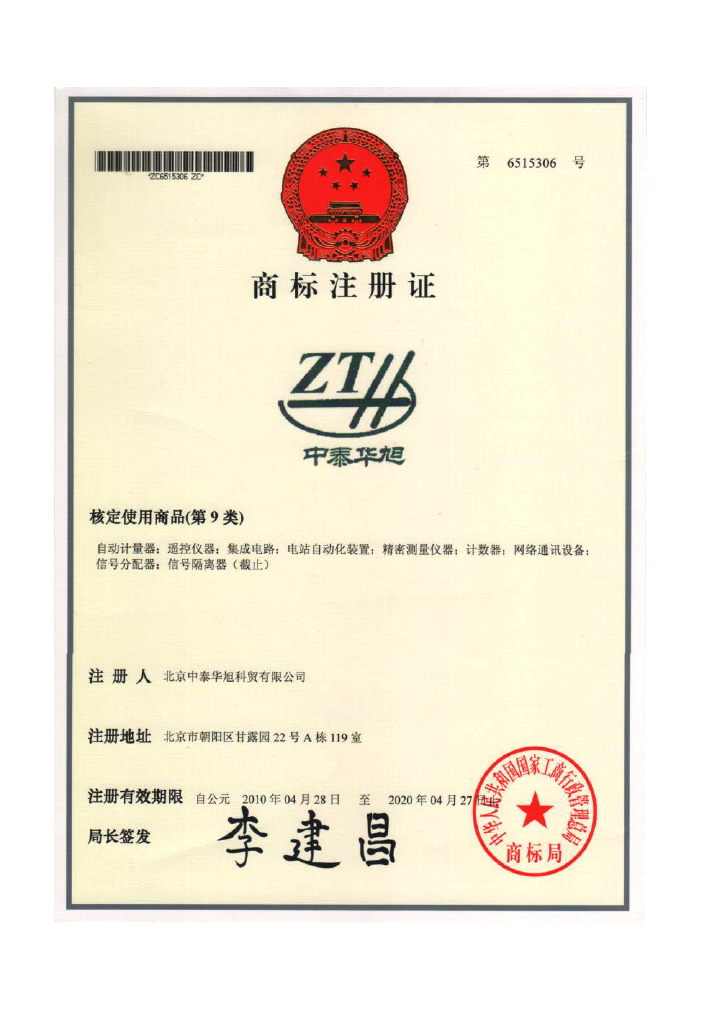 *ZC6515306 ZC*
第 6515306 号
商标注册证
ZTH
中泰华旭
核定使用商品(第 9 类)
自动计量器；遥控仪器；集成电路；电站自动化装置；精密测量仪器；计数器；网络通讯设备；
信号分配器；信号隔离器（截止）
注 册 人 北京中泰华旭科贸有限公司
注册地址 北京市朝阳区甘露园 22 号 A 栋 119 室
注册有效期限 自公元 2010 年 04 月 28 日 至 2020 年 04 月 27 日
局长签发 李建昌
中华人民共和国国家工商行政管理总局
商标局